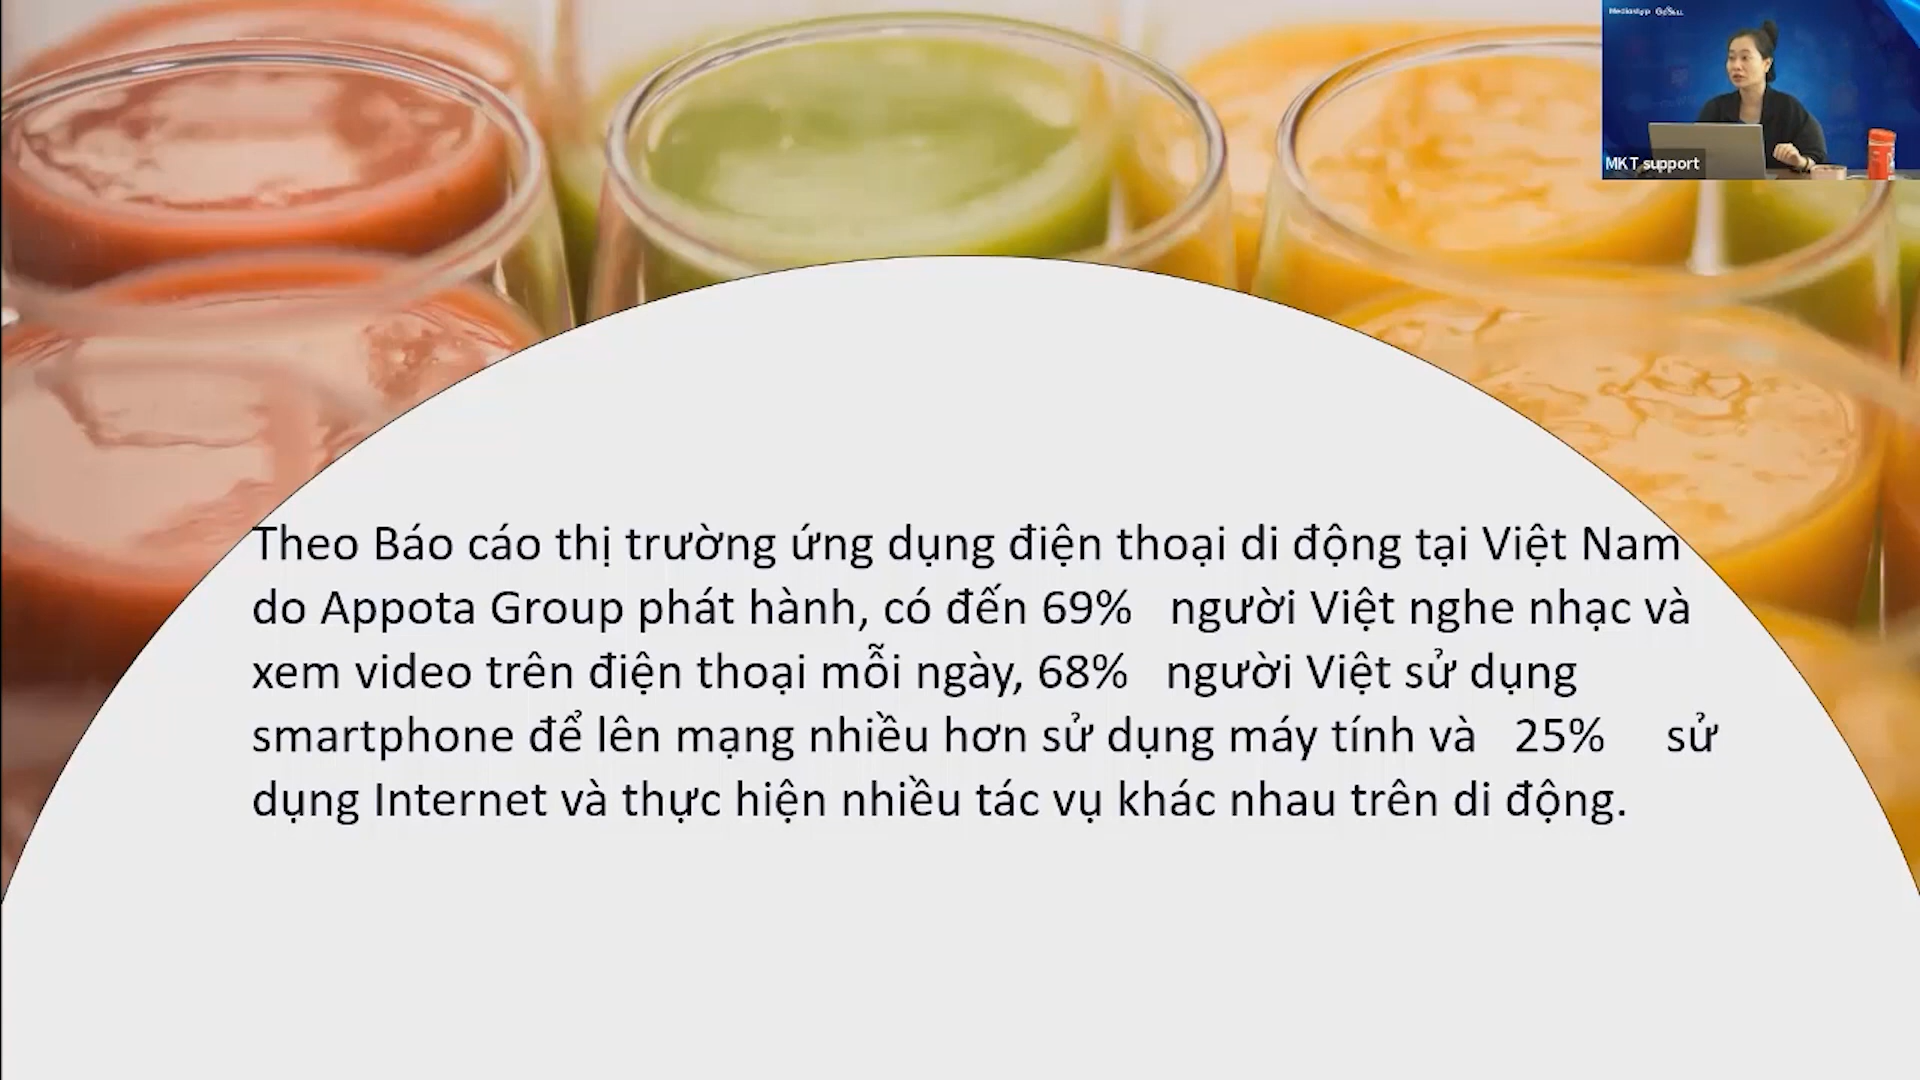 Mediastep GoSELL
MKT support
Theo Báo cáo thị trường ứng dụng điện thoại di động tại Việt Nam
do Appota Group phát hành, có đến 69% người Việt nghe nhạc và
xem video trên điện thoại mỗi ngày, 68% người Việt sử dụng
smartphone để lên mạng nhiều hơn sử dụng máy tính và 25% sử
dụng Internet và thực hiện nhiều tác vụ khác nhau trên di động.